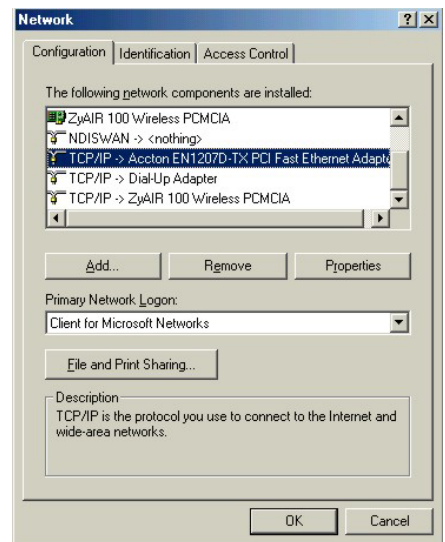 Network
Configuration Identification Access Control
The following network components are installed:
ZyAIR 100 Wireless PCMCIA
NDISWAN -> <nothing>
TCP/IP -> Accton EN1207D-TX PCI Fast Ethernet Adapte
TCP/IP -> Dial-Up Adapter
TCP/IP -> ZyAIR 100 Wireless PCMCIA
Add... Remove Properties
Primary Network Logon:
Client for Microsoft Networks
File and Print Sharing...
Description
TCP/IP is the protocol you use to connect to the Internet and
wide-area networks.
OK Cancel